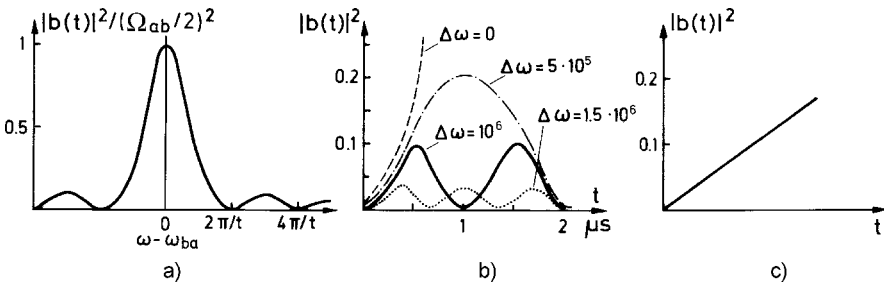 |b(t)|²/(Ωab/2)²
1
0.5
0
2π/t
4π/t
ω-ωba
a)
|b(t)|²
0.2
0.1
Δω=0
Δω=5·10⁵
Δω=10⁶
Δω=1.5·10⁶
t
1
2
μs
b)
|b(t)|²
0.2
0.1
t
c)